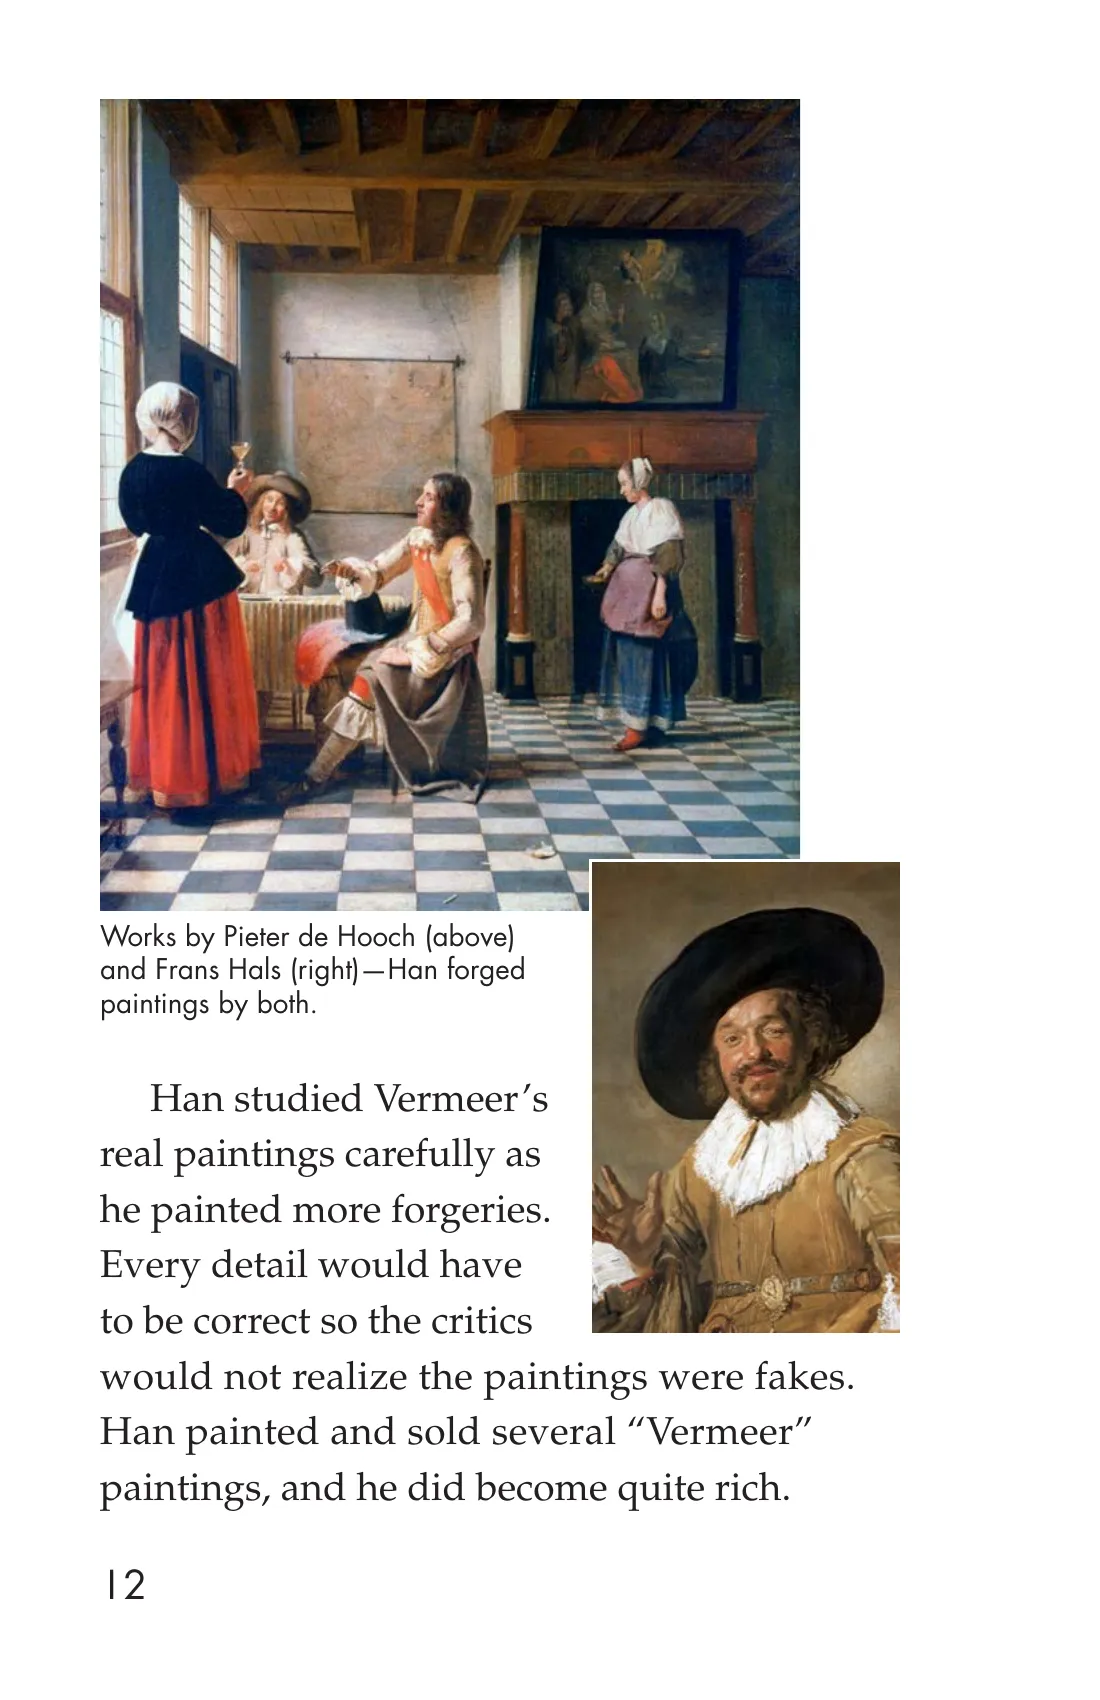 Works by Pieter de Hooch (above)
and Frans Hals (right)—Han forged
paintings by both.
Han studied Vermeer’s
real paintings carefully as
he painted more forgeries.
Every detail would have
to be correct so the critics
would not realize the paintings were fakes.
Han painted and sold several “Vermeer”
paintings, and he did become quite rich.
12